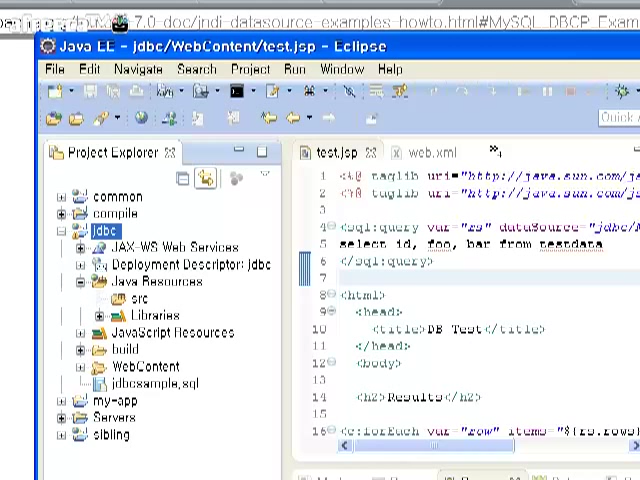 7.0-doc/jndi-datasource-examples-howto.html#MySQL_DBCP_Exam
Java EE - jdbc/WebContent/test.jsp - Eclipse
File Edit Navigate Search Project Run Window Help
Quick
Project Explorer
test.jsp
web.xml
common
compile
jdbc
JAX-WS Web Services
Deployment Descriptor: jdbc
Java Resources
src
Libraries
JavaScript Resources
build
WebContent
jdbcsample.sql
my-app
Servers
sibling
1 <%@ taglib uri="http://java.sun.com/
2 <%@ taglib uri="http://java.sun.com/
3
4 <sql:query var="rs" dataSource="jdbc/
5 select id, foo, bar from testdata
6 </sql:query>
7
8 <html>
9 <head>
10 <title>DB Test</title>
11 </head>
12 <body>
13
14 <h2>Results</h2>
15
16 <c:forEach var="row" items="${rs.rows}